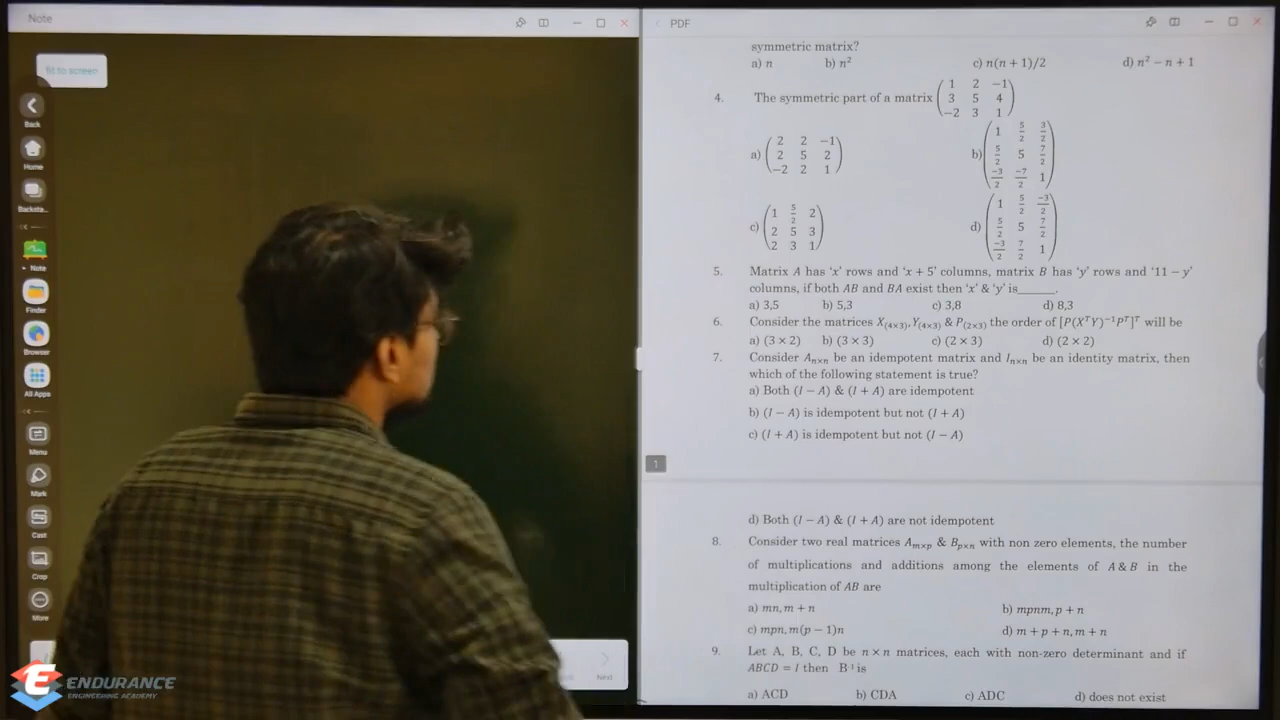 Note
fit to screen
Back
Home
Backsta..
Note
Finder
Browser
All Apps
Menu
Mark
Cast
Crop
More
Next
ENDURANCE
ENGINEERING ACADEMY
PDF
symmetric matrix?
a) n b) n² c) n(n + 1)/2 d) n² − n + 1
4. The symmetric part of a matrix (1 2 −1
3 5 4
−2 3 1)
a) (2 2 −1
2 5 2
−2 2 1)
b) (1 5/2 3/2
5/2 5 7/2
−3/2 −7/2 1)
c) (1 5/2 2
2 5 3
2 3 1)
d) (1 5/2 −3/2
5/2 5 7/2
−3/2 7/2 1)
5. Matrix A has ‘x’ rows and ‘x + 5’ columns, matrix B has ‘y’ rows and ‘11 − y’
columns, if both AB and BA exist then ‘x’ & ‘y’ is_____.
a) 3,5 b) 5,3 c) 3,8 d) 8,3
6. Consider the matrices X₍₄ₓ₃₎, Y₍₄ₓ₃₎ & P₍₂ₓ₃₎ the order of [P(XᵀY)⁻¹Pᵀ]ᵀ will be
a) (3 × 2) b) (3 × 3) c) (2 × 3) d) (2 × 2)
7. Consider Aₙₓₙ be an idempotent matrix and Iₙₓₙ be an identity matrix, then
which of the following statement is true?
a) Both (I − A) & (I + A) are idempotent
b) (I − A) is idempotent but not (I + A)
c) (I + A) is idempotent but not (I − A)
1
d) Both (I − A) & (I + A) are not idempotent
8. Consider two real matrices Aₘₓₚ & Bₚₓₙ with non zero elements, the number
of multiplications and additions among the elements of A & B in the
multiplication of AB are
a) mn, m + n b) mpnm, p + n
c) mpn, m(p − 1)n d) m + p + n, m + n
9. Let A, B, C, D be n × n matrices, each with non-zero determinant and if
ABCD = I then B⁻¹ is
a) ACD b) CDA c) ADC d) does not exist